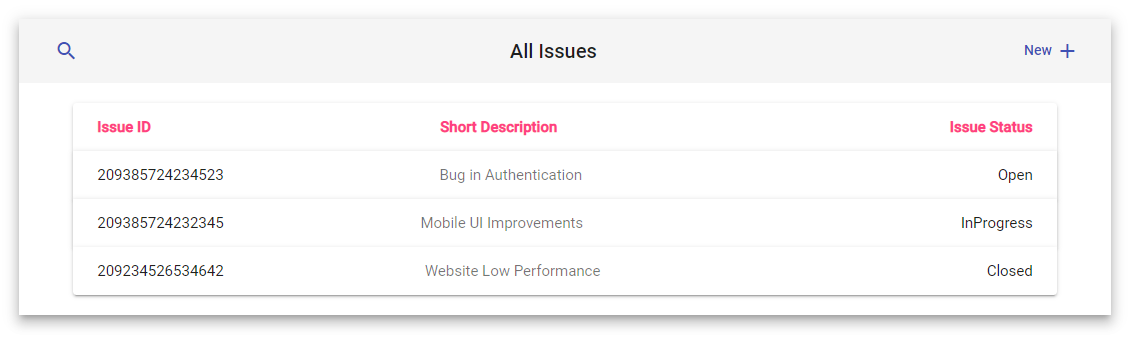 All Issues New
Issue ID Short Description Issue Status
209385724234523 Bug in Authentication Open
209385724232345 Mobile UI Improvements InProgress
209234526534642 Website Low Performance Closed